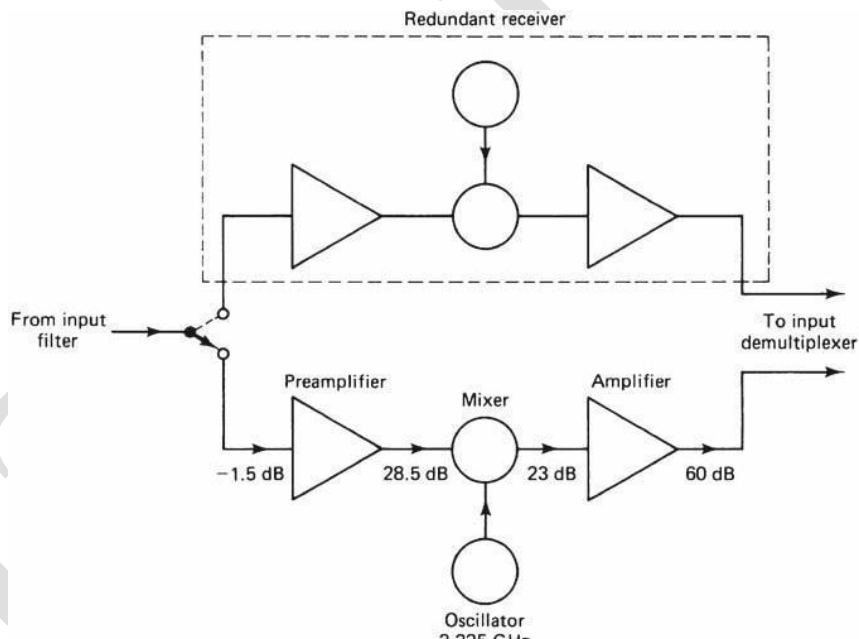 Redundant receiver
From input
filter
To input
demultiplexer
Preamplifier
Mixer
Amplifier
−1.5 dB
28.5 dB
23 dB
60 dB
Oscillator